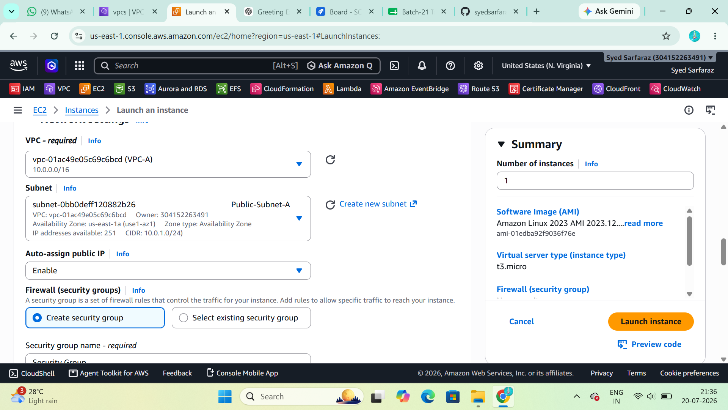 WhatsA
vpcs | VPC
Launch an i
Greeting E
Board - SC
Batch-21 T
syedsarfar
Ask Gemini
us-east-1.console.aws.amazon.com/ec2/home?region=us-east-1#LaunchInstances:
aws
Search
[Alt+S]
Ask Amazon Q
United States (N. Virginia)
Syed Sarfaraz (304152263491)
Syed Sarfaraz
IAM
VPC
EC2
S3
Aurora and RDS
EFS
CloudFormation
Lambda
Amazon EventBridge
Route 53
Certificate Manager
CloudFront
CloudWatch
EC2
Instances
Launch an instance
VPC - required
Info
vpc-01ac49e05c69c6bcd (VPC-A)
10.0.0.0/16
Subnet
Info
subnet-0bb0deff120882b26
Public-Subnet-A
VPC: vpc-01ac49e05c69c6bcd Owner: 304152263491
Availability Zone: us-east-1a (use1-az1) Zone type: Availability Zone
IP addresses available: 251 CIDR: 10.0.1.0/24)
Create new subnet
Auto-assign public IP
Info
Enable
Firewall (security groups)
Info
A security group is a set of firewall rules that control the traffic for your instance. Add rules to allow specific traffic to reach your instance.
Create security group
Select existing security group
Security group name - required
Security Group
Summary
Number of instances
Info
1
Software Image (AMI)
Amazon Linux 2023 AMI 2023.12....read more
ami-01edba92f9036f76e
Virtual server type (instance type)
t3.micro
Firewall (security group)
Cancel
Launch instance
Preview code
CloudShell
Agent Toolkit for AWS
Feedback
Console Mobile App
© 2026, Amazon Web Services, Inc. or its affiliates.
Privacy
Terms
Cookie preferences
3
28°C
Light rain
Search
ENG
IN
21:36
20-07-2026